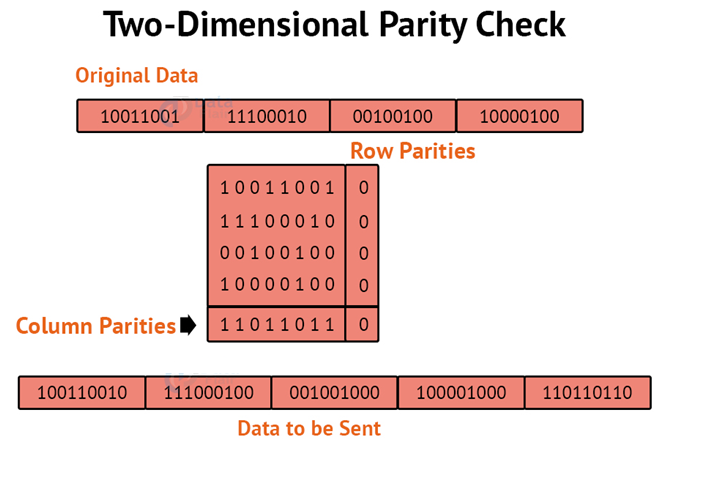 Two-Dimensional Parity Check
Original Data
10011001 11100010 00100100 10000100
Row Parities
1 0 0 1 1 0 0 1 0
1 1 1 0 0 0 1 0 0
0 0 1 0 0 1 0 0 0
1 0 0 0 0 1 0 0 0
Column Parities 1 1 0 1 1 0 1 1 0
100110010 111000100 001001000 100001000 110110110
Data to be Sent